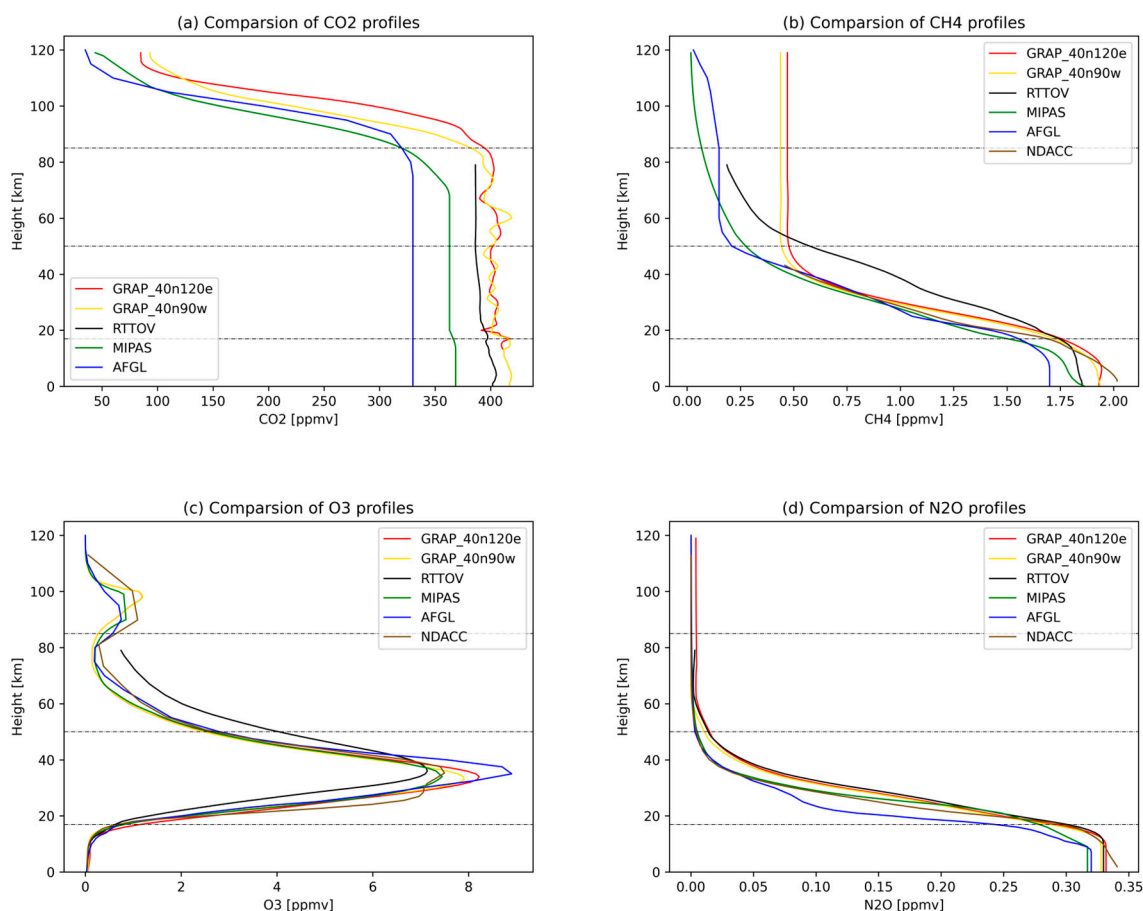 (a) Comparsion of CO2 profiles
120
100
80
60
40
20
0
Height [km]
GRAP_40n120e
GRAP_40n90w
RTTOV
MIPAS
AFGL
50 100 150 200 250 300 350 400
CO2 [ppmv]
(b) Comparsion of CH4 profiles
120
100
80
60
40
20
0
Height [km]
GRAP_40n120e
GRAP_40n90w
RTTOV
MIPAS
AFGL
NDACC
0.00 0.25 0.50 0.75 1.00 1.25 1.50 1.75 2.00
CH4 [ppmv]
(c) Comparsion of O3 profiles
120
100
80
60
40
20
0
Height [km]
GRAP_40n120e
GRAP_40n90w
RTTOV
MIPAS
AFGL
NDACC
0 2 4 6 8
O3 [ppmv]
(d) Comparsion of N2O profiles
120
100
80
60
40
20
0
Height [km]
GRAP_40n120e
GRAP_40n90w
RTTOV
MIPAS
AFGL
NDACC
0.00 0.05 0.10 0.15 0.20 0.25 0.30 0.35
N2O [ppmv]